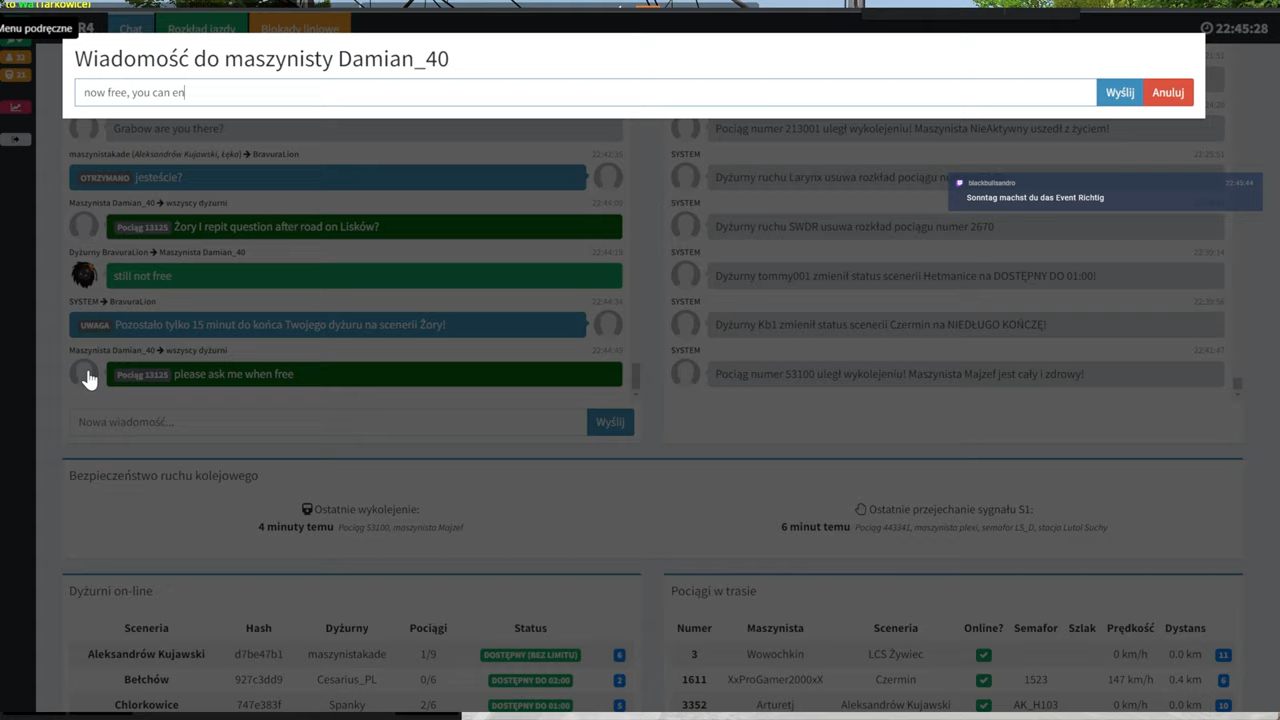 to Wa(Tarkowice)
Menu podręczne
R4
Chat
Rozkład jazdy
Blokady liniowe
22:45:28
32
21
Wiadomość do maszynisty Damian_40
now free, you can en
Wyślij
Anuluj
Grabow are you there?
maszynistakade (Aleksandrów Kujawski, Łęka) → BravuraLion
22:42:35
OTRZYMANO jesteście?
Maszynista Damian_40 → wszyscy dyżurni
22:44:09
Pociąg 13125 Żory I repit question after road on Lisków?
Dyżurny BravuraLion → Maszynista Damian_40
22:44:19
still not free
SYSTEM → BravuraLion
22:44:34
UWAGA Pozostało tylko 15 minut do końca Twojego dyżuru na scenerii Żory!
Maszynista Damian_40 → wszyscy dyżurni
22:44:43
Pociąg 13125 please ask me when free
Nowa wiadomość...
Wyślij
Pociąg numer 213001 uległ wykolejeniu! Maszynista NieAktywny uszedł z życiem!
SYSTEM
22:25:51
Dyżurny ruchu Larynx usuwa rozkład pociągu n
blackbullsandro
22:45:44
Sonntag machst du das Event Richtig
SYSTEM
Dyżurny ruchu SWDR usuwa rozkład pociągu numer 2670
SYSTEM
22:39:14
Dyżurny tommy001 zmienił status scenerii Hetmanice na DOSTĘPNY DO 01:00!
SYSTEM
22:39:56
Dyżurny Kb1 zmienił status scenerii Czermin na NIEDŁUGO KOŃCZĘ!
SYSTEM
22:41:47
Pociąg numer 53100 uległ wykolejeniu! Maszynista Majzef jest cały i zdrowy!
Bezpieczeństwo ruchu kolejowego
Ostatnie wykolejenie:
4 minuty temu Pociąg 53100, maszynista Majzef
Ostatnie przejechanie sygnału S1:
6 minut temu Pociąg 443341, maszynista plexi, semafor LS_D, stacja Lutol Suchy
Dyżurni on-line
Sceneria Hash Dyżurny Pociągi Status
Aleksandrów Kujawski d7be47b1 maszynistakade 1/9 DOSTĘPNY (BEZ LIMITU) 6
Bełchów 927c3dd9 Cesarius_PL 0/6 DOSTĘPNY DO 02:00 2
Chlorkowice 747e383f Spanky 2/6 DOSTĘPNY DO 01:00 5
Pociągi w trasie
Numer Maszynista Sceneria Online? Semafor Szlak Prędkość Dystans
3 Wowochkin LCS Żywiec 0 km/h 0.0 km 11
1611 XxProGamer2000xX Czermin 1523 147 km/h 0.4 km 6
3352 Arturetj Aleksandrów Kujawski AK_H103 0 km/h 0.0 km 10